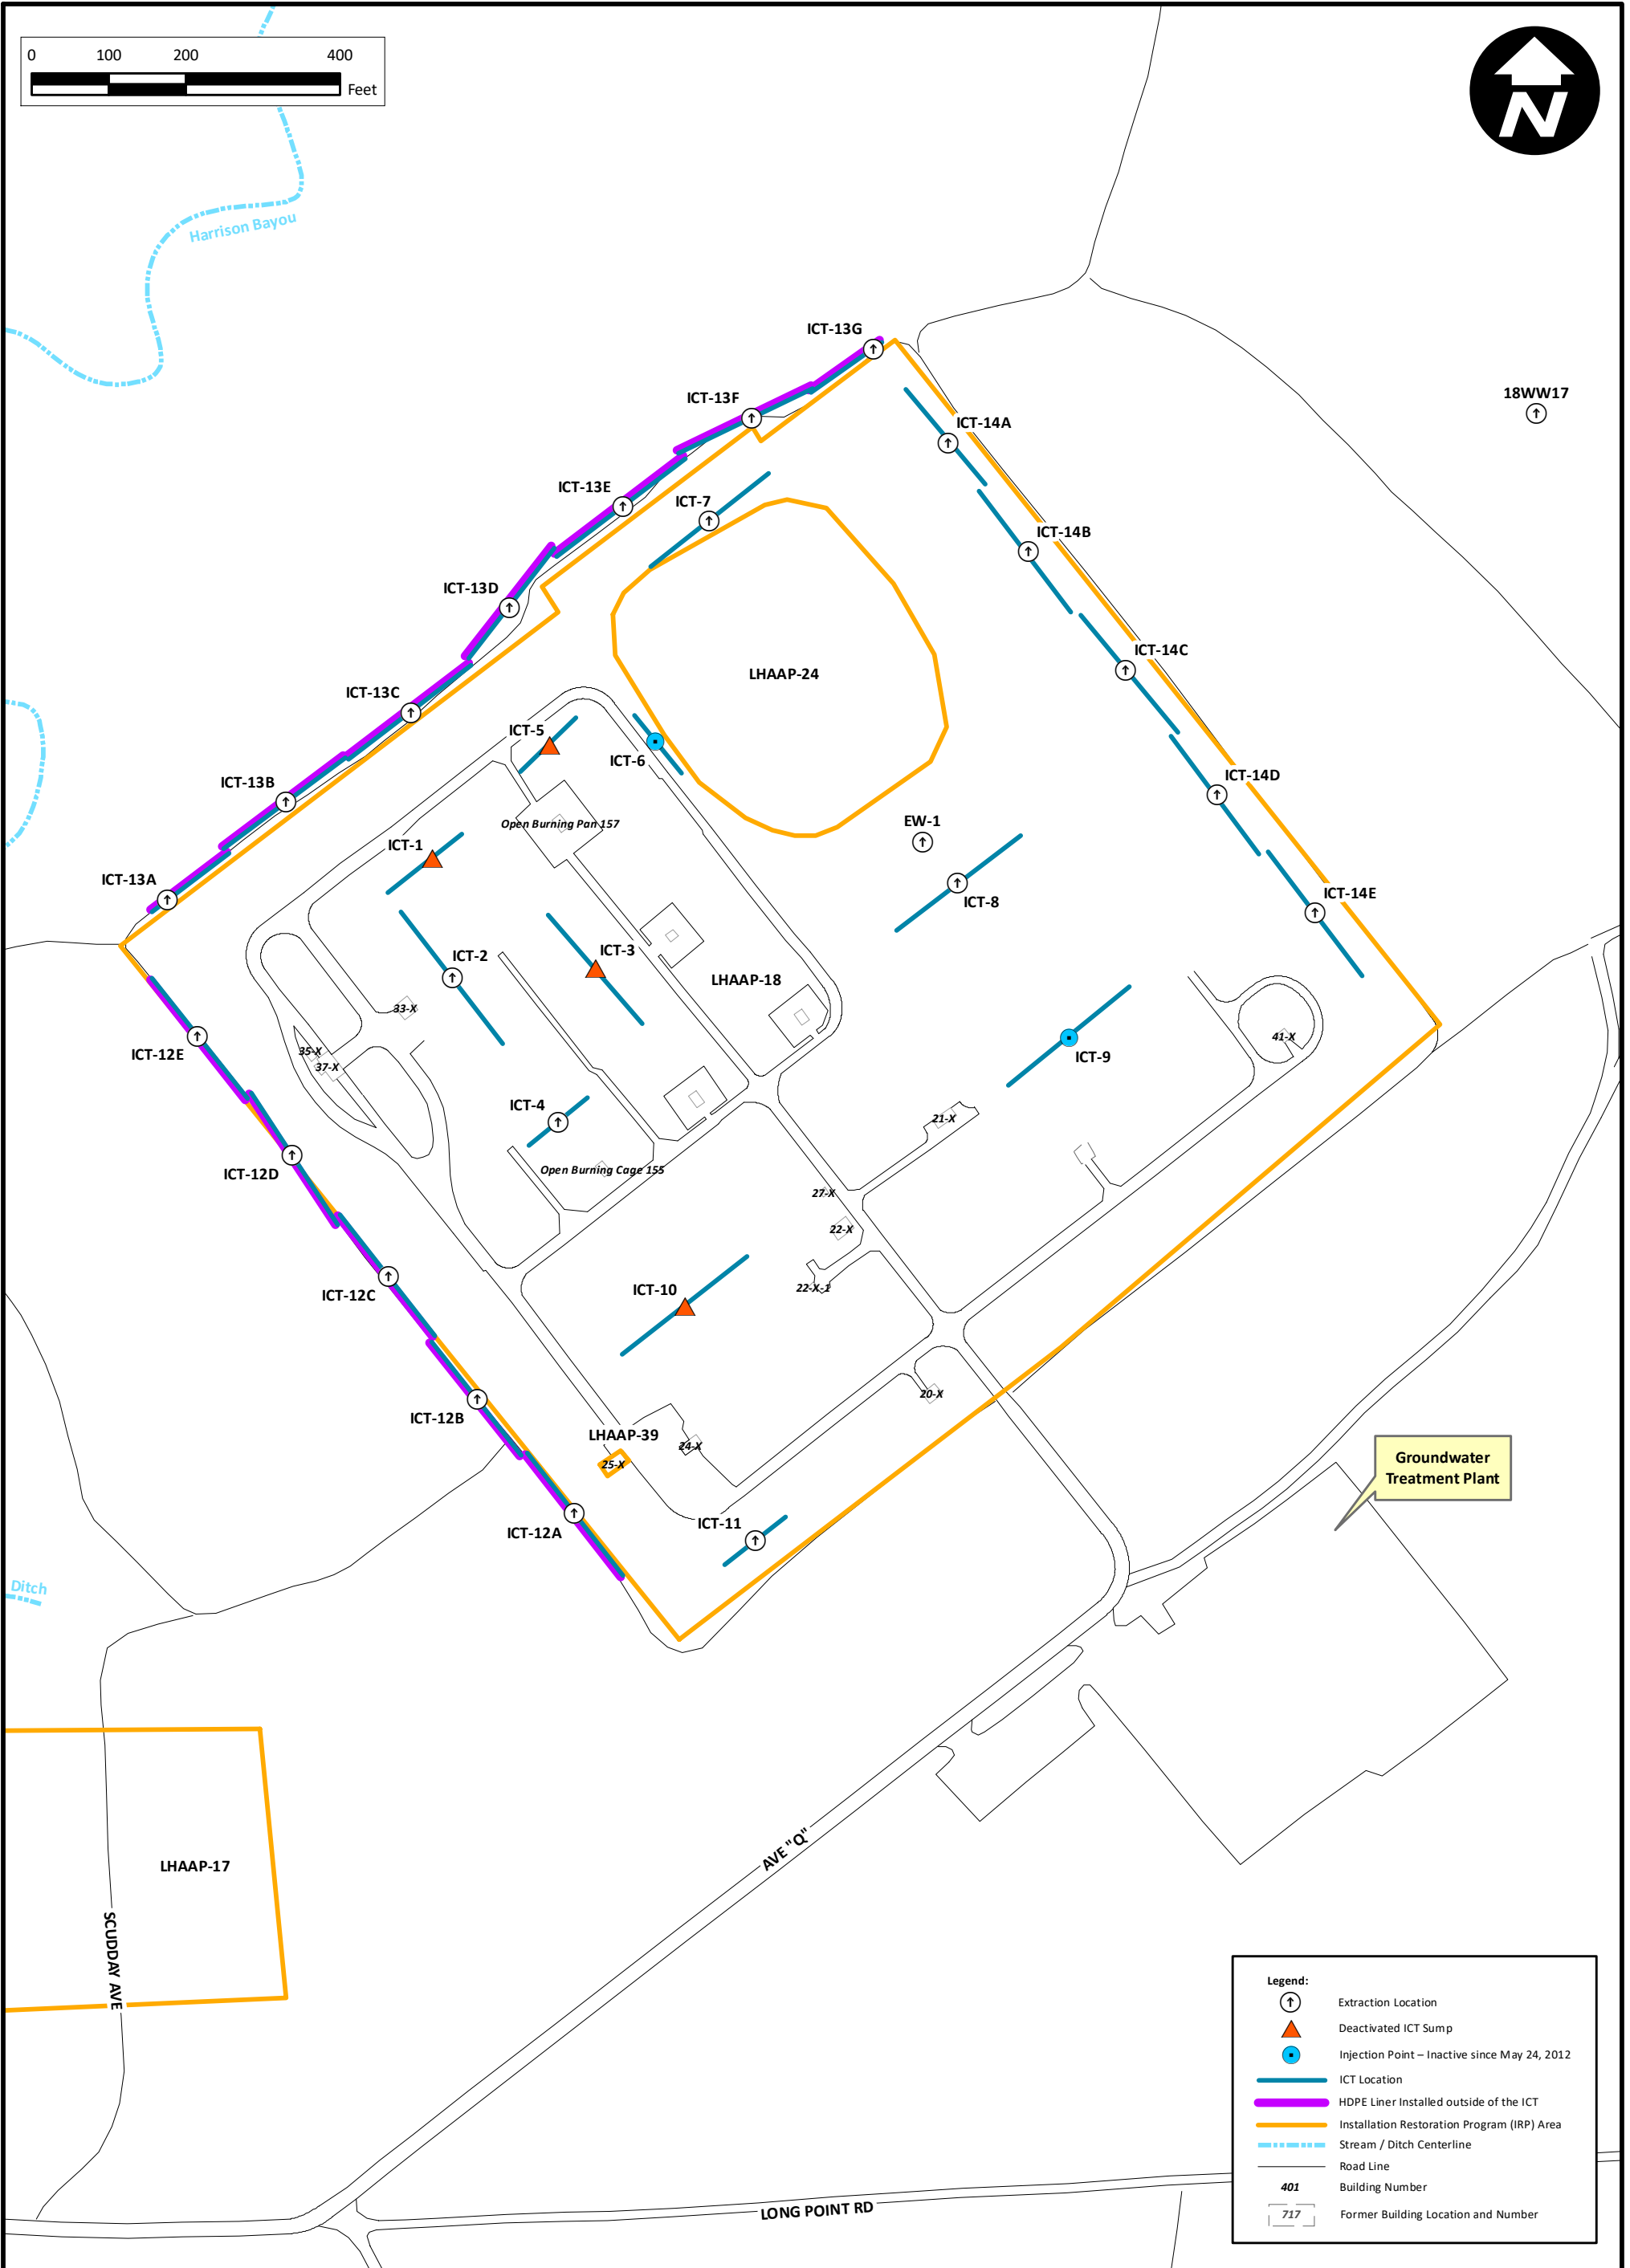 0 100 200 400
Feet
N
Harrison Bayou
ICT-13G
18WW17
ICT-13F
ICT-14A
ICT-13E
ICT-7
ICT-14B
ICT-13D
ICT-14C
LHAAP-24
ICT-13C
ICT-5
ICT-6
ICT-14D
ICT-13B
EW-1
Open Burning Pan 157
ICT-1
ICT-13A
ICT-14E
ICT-8
ICT-2
ICT-3
LHAAP-18
33-X
41-X
35-X
ICT-12E
ICT-9
37-X
ICT-4
21-X
Open Burning Cage 155
ICT-12D
27-X
22-X
22-X-1
ICT-10
ICT-12C
20-X
ICT-12B
LHAAP-39
24-X
25-X
Groundwater
Treatment Plant
ICT-11
ICT-12A
Ditch
AVE "Q"
LHAAP-17
SCUDDAY AVE
LONG POINT RD
Legend:
Extraction Location
Deactivated ICT Sump
Injection Point – Inactive since May 24, 2012
ICT Location
HDPE Liner Installed outside of the ICT
Installation Restoration Program (IRP) Area
Stream / Ditch Centerline
Road Line
401 Building Number
717 Former Building Location and Number